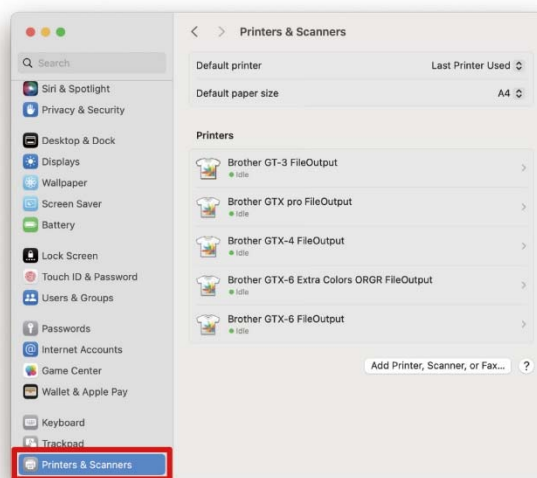 Printers & Scanners
Search
Siri & Spotlight
Privacy & Security
Desktop & Dock
Displays
Wallpaper
Screen Saver
Battery
Lock Screen
Touch ID & Password
Users & Groups
Passwords
Internet Accounts
Game Center
Wallet & Apple Pay
Keyboard
Trackpad
Printers & Scanners
Default printer Last Printer Used
Default paper size A4
Printers
Brother GT-3 FileOutput
Idle
Brother GTX pro FileOutput
Idle
Brother GTX-4 FileOutput
Idle
Brother GTX-6 Extra Colors ORGR FileOutput
Idle
Brother GTX-6 FileOutput
Idle
Add Printer, Scanner, or Fax... ?